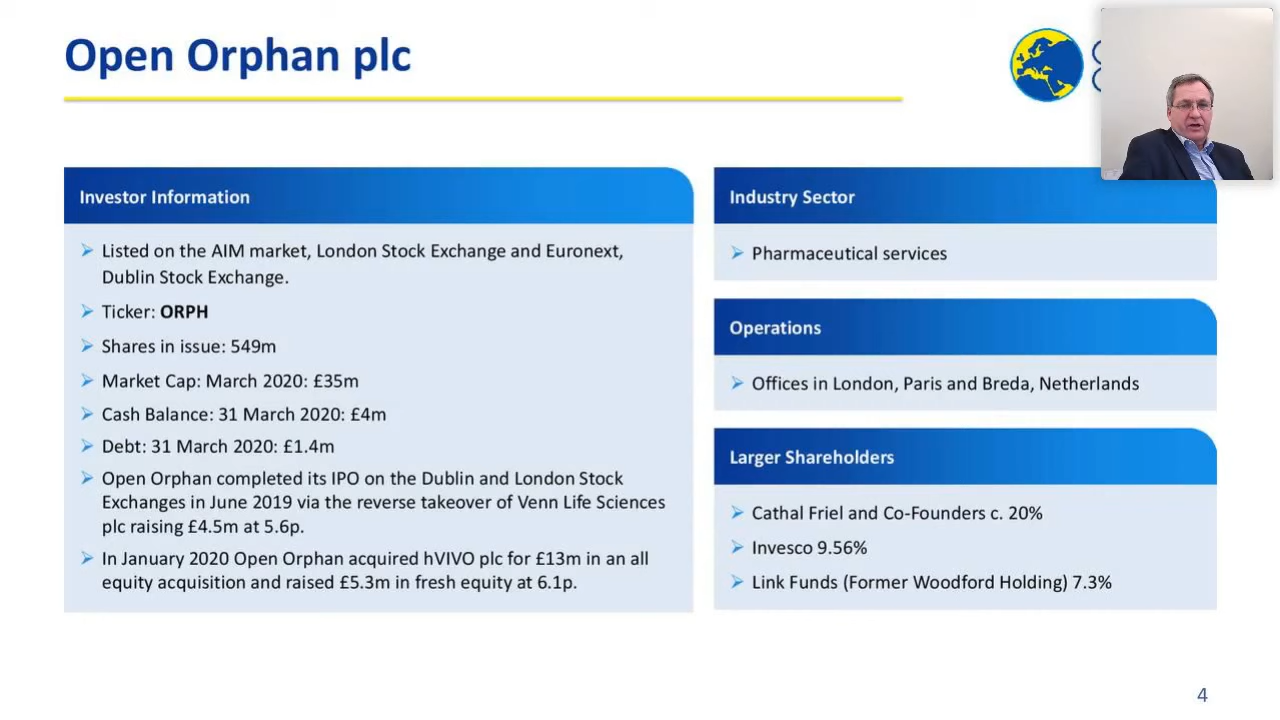 Open Orphan plc
Investor Information
Listed on the AIM market, London Stock Exchange and Euronext,
Dublin Stock Exchange.
Ticker: ORPH
Shares in issue: 549m
Market Cap: March 2020: £35m
Cash Balance: 31 March 2020: £4m
Debt: 31 March 2020: £1.4m
Open Orphan completed its IPO on the Dublin and London Stock
Exchanges in June 2019 via the reverse takeover of Venn Life Sciences
plc raising £4.5m at 5.6p.
In January 2020 Open Orphan acquired hVIVO plc for £13m in an all
equity acquisition and raised £5.3m in fresh equity at 6.1p.
Industry Sector
Pharmaceutical services
Operations
Offices in London, Paris and Breda, Netherlands
Larger Shareholders
Cathal Friel and Co-Founders c. 20%
Invesco 9.56%
Link Funds (Former Woodford Holding) 7.3%
4